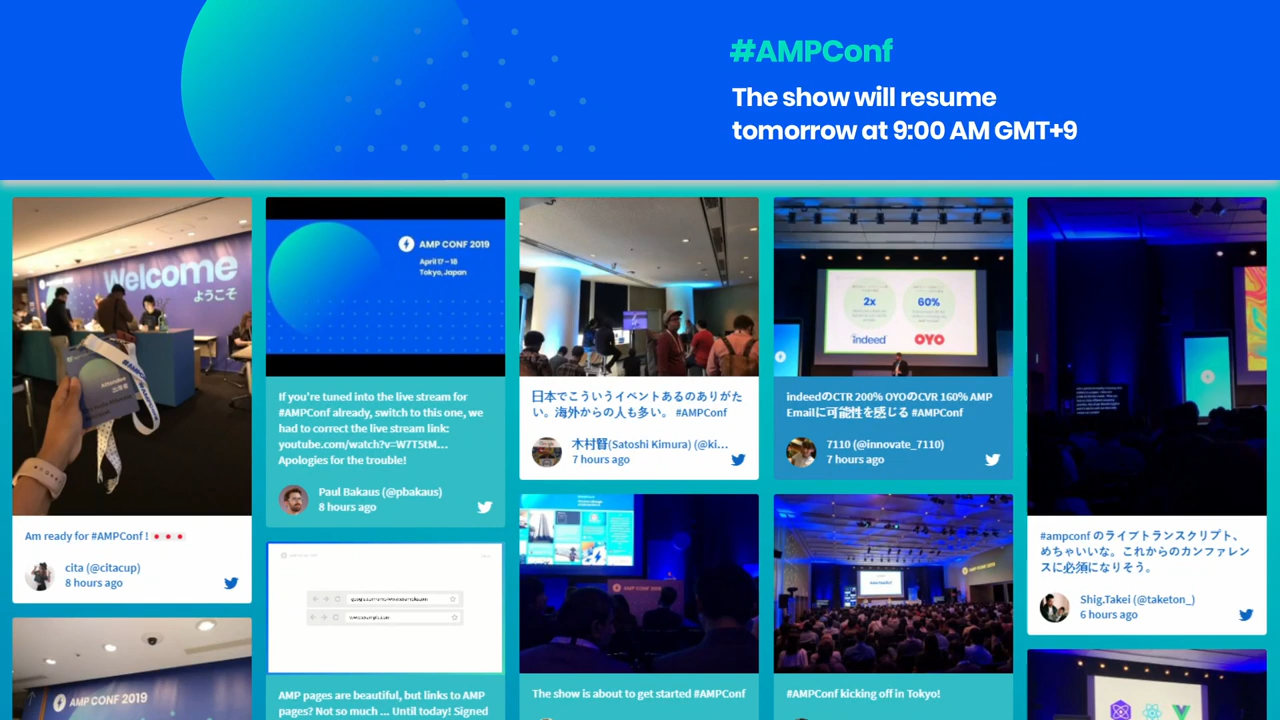 #AMPConf
The show will resume
tomorrow at 9:00 AM GMT+9
Welcome
ようこそ
Am ready for #AMPConf !
cita (@citacup)
8 hours ago
AMP CONF 2019
AMP CONF 2019
April 17 – 18
Tokyo, Japan
If you're tuned into the live stream for
#AMPConf already, switch to this one, we
had to correct the live stream link:
youtube.com/watch?v=W7T5tM...
Apologies for the trouble!
Paul Bakaus (@pbakaus)
8 hours ago
AMP pages are beautiful, but links to AMP
pages? Not so much ... Until today! Signed
日本でこういうイベントあるのありがた
い。海外からの人も多い。 #AMPConf
木村賢(Satoshi Kimura) (@ki...
7 hours ago
AMP CONF 2019
The show is about to get started #AMPConf
2x
60%
indeed
OYO
indeedのCTR 200% OYOのCVR 160% AMP
Emailに可能性を感じる #AMPConf
7110 (@innovate_7110)
7 hours ago
#AMPConf kicking off in Tokyo!
#ampconf のライブトランスクリプト、
めちゃいいな。これからのカンファレン
スに必須になりそう。
Shig.Takei (@taketon_)
6 hours ago